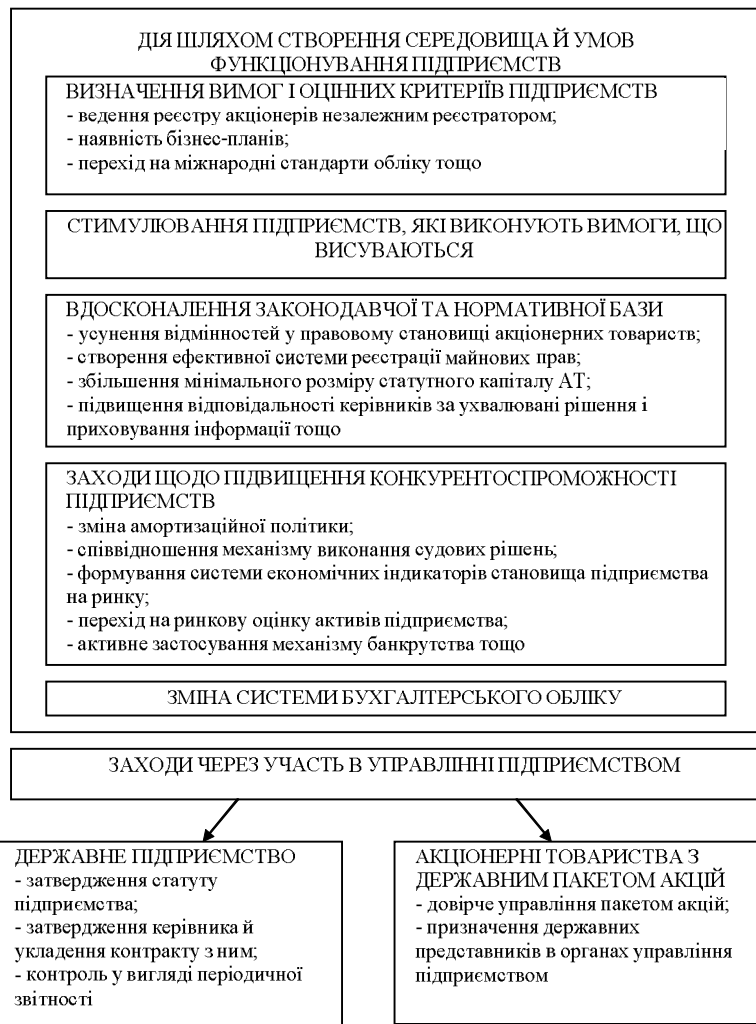 ДІЯ ШЛЯХОМ СТВОРЕННЯ СЕРЕДОВИЩА Й УМОВ
ФУНКЦІОНУВАННЯ ПІДПРИЄМСТВ
ВИЗНАЧЕННЯ ВИМОГ І ОЦІННИХ КРИТЕРІЇВ ПІДПРИЄМСТВ
- ведення реєстру акціонерів незалежним реєстратором;
- наявність бізнес-планів;
- перехід на міжнародні стандарти обліку тощо
СТИМУЛЮВАННЯ ПІДПРИЄМСТВ, ЯКІ ВИКОНУЮТЬ ВИМОГИ, ЩО
ВИСУВАЮТЬСЯ
ВДОСКОНАЛЕННЯ ЗАКОНОДАВЧОЇ ТА НОРМАТИВНОЇ БАЗИ
- усунення відмінностей у правовому становищі акціонерних товариств;
- створення ефективної системи реєстрації майнових прав;
- збільшення мінімального розміру статутного капіталу АТ;
- підвищення відповідальності керівників за ухвалювані рішення і
приховування інформації тощо
ЗАХОДИ ЩОДО ПІДВИЩЕННЯ КОНКУРЕНТОСПРОМОЖНОСТІ
ПІДПРИЄМСТВ
- зміна амортизаційної політики;
- співвідношення механізму виконання судових рішень;
- формування системи економічних індикаторів становища підприємства
на ринку;
- перехід на ринкову оцінку активів підприємства;
- активне застосування механізму банкрутства тощо
ЗМІНА СИСТЕМИ БУХГАЛТЕРСЬКОГО ОБЛІКУ
ЗАХОДИ ЧЕРЕЗ УЧАСТЬ В УПРАВЛІННІ ПІДПРИЄМСТВОМ
ДЕРЖАВНЕ ПІДПРИЄМСТВО
- затвердження статуту
підприємства;
- затвердження керівника й
укладення контракту з ним;
- контроль у вигляді періодичної
звітності
АКЦІОНЕРНІ ТОВАРИСТВА З
ДЕРЖАВНИМ ПАКЕТОМ АКЦІЙ
- довірче управління пакетом акцій;
- призначення державних
представників в органах управління
підприємством